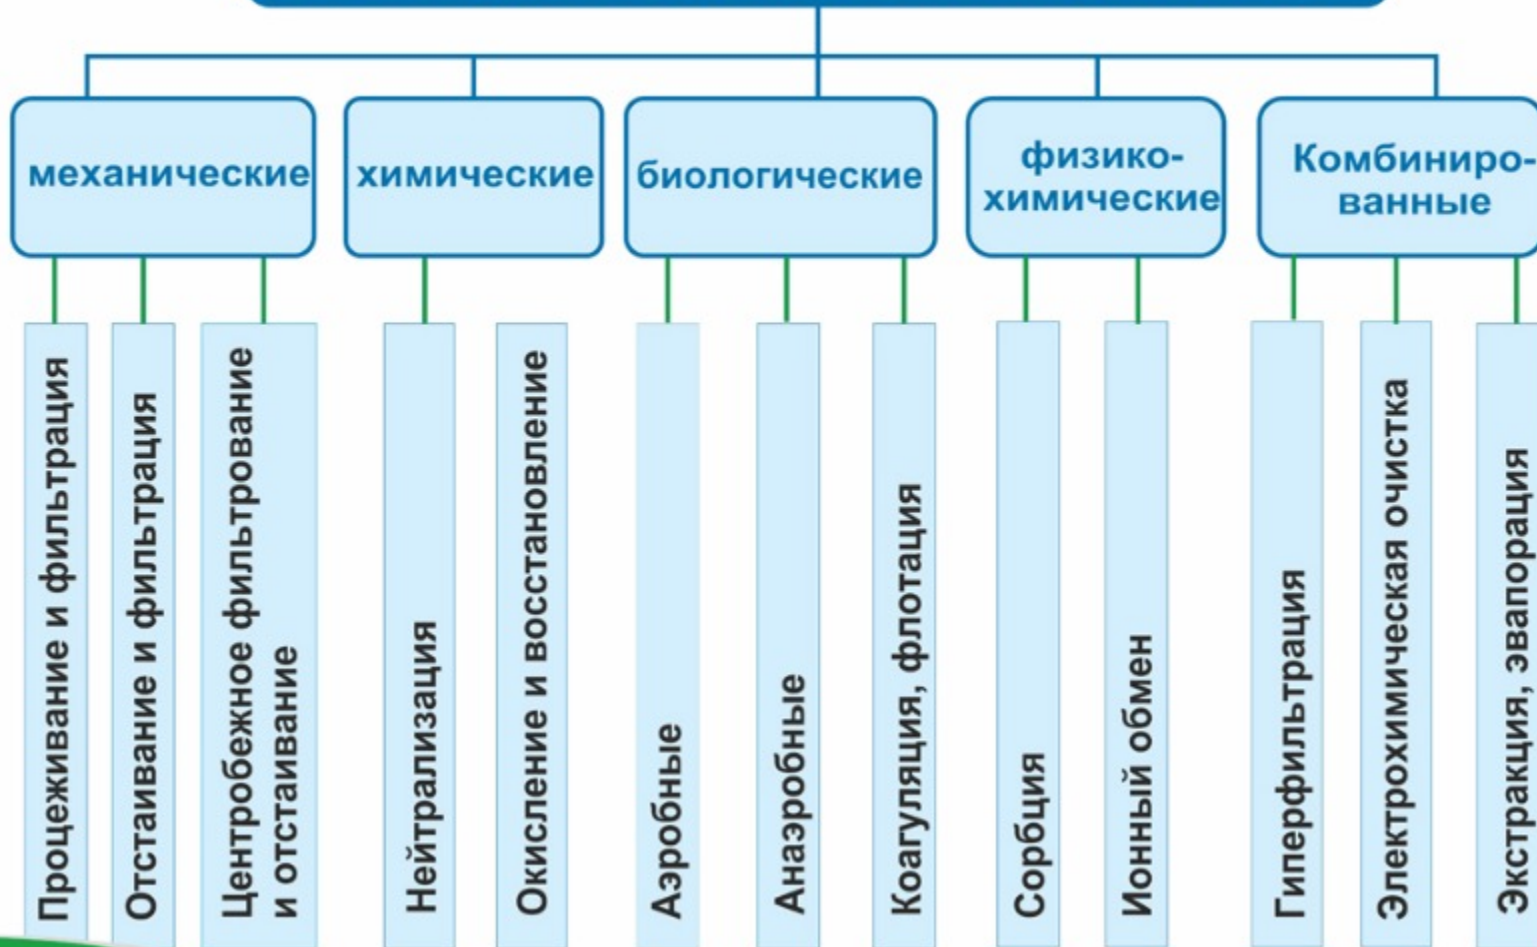 механические
химические
биологические
физико-
химические
Комбиниро-
ванные
Процеживание и фильтрация
Отстаивание и фильтрация
Центробежное фильтрование
и отстаивание
Нейтрализация
Окисление и восстановление
Аэробные
Анаэробные
Коагуляция, флотация
Сорбция
Ионный обмен
Гиперфильтрация
Электрохимическая очистка
Экстракция, эвапорация